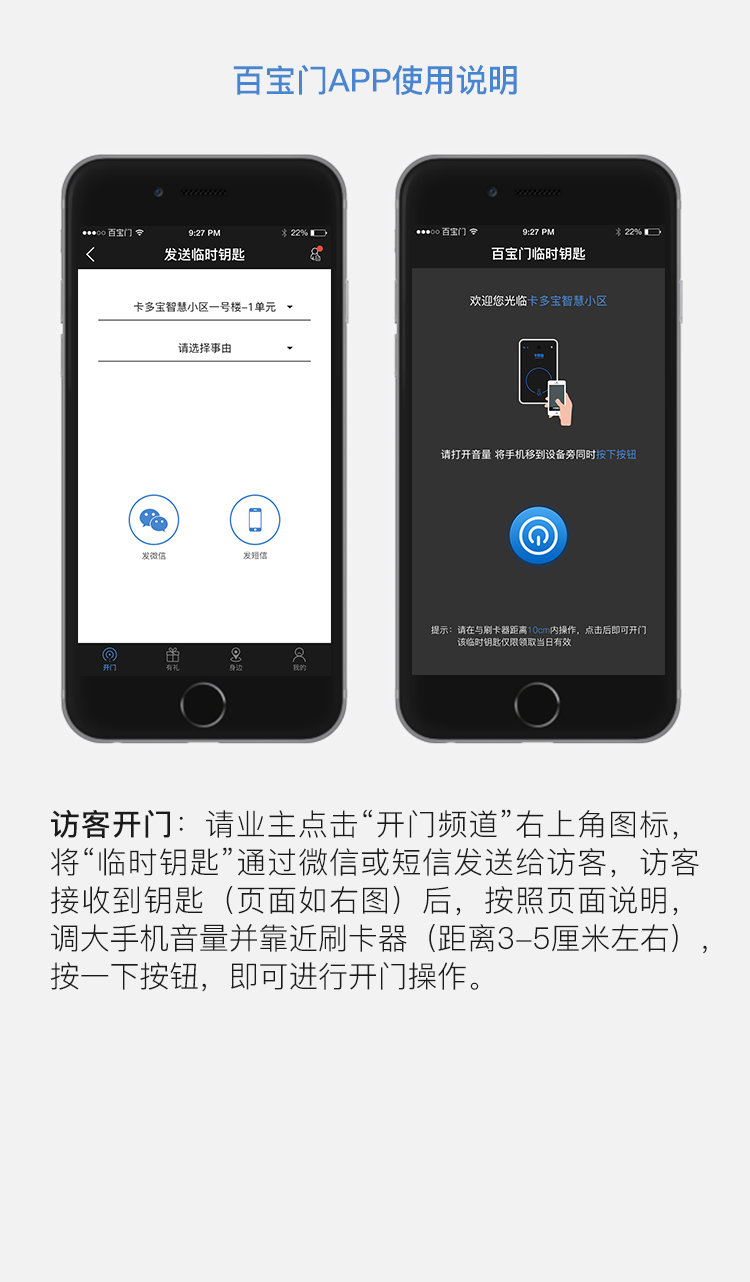 百宝门APP使用说明
●●●○○ 百宝门 9:27 PM 22%
发送临时钥匙
卡多宝智慧小区一号楼-1单元
请选择事由
发微信 发短信
开门 有礼 身边 我的
●●●○○ 百宝门 9:27 PM 22%
百宝门临时钥匙
欢迎您光临卡多宝智慧小区
请打开音量 将手机移到设备旁同时按下按钮
提示：请在与刷卡器距离10cm内操作，点击后即可开门
该临时钥匙仅限领取当日有效
访客开门：请业主点击“开门频道”右上角图标，
将“临时钥匙”通过微信或短信发送给访客，访客
接收到钥匙（页面如右图）后，按照页面说明，
调大手机音量并靠近刷卡器（距离3-5厘米左右），
按一下按钮，即可进行开门操作。